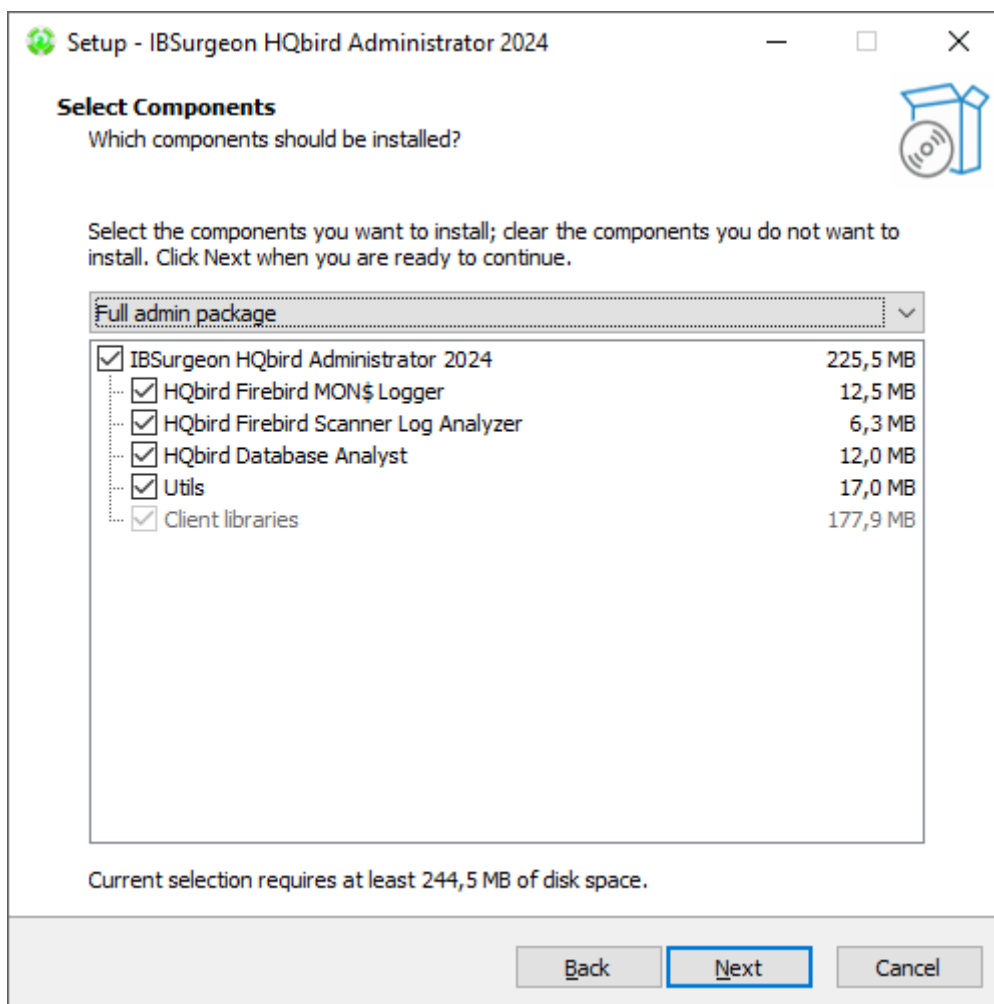 Setup - IBSurgeon HQbird Administrator 2024
Select Components
Which components should be installed?
Select the components you want to install; clear the components you do not want to
install. Click Next when you are ready to continue.
Full admin package
IBSurgeon HQbird Administrator 2024 225,5 MB
HQbird Firebird MON$ Logger 12,5 MB
HQbird Firebird Scanner Log Analyzer 6,3 MB
HQbird Database Analyst 12,0 MB
Utils 17,0 MB
Client libraries 177,9 MB
Current selection requires at least 244,5 MB of disk space.
Back Next Cancel